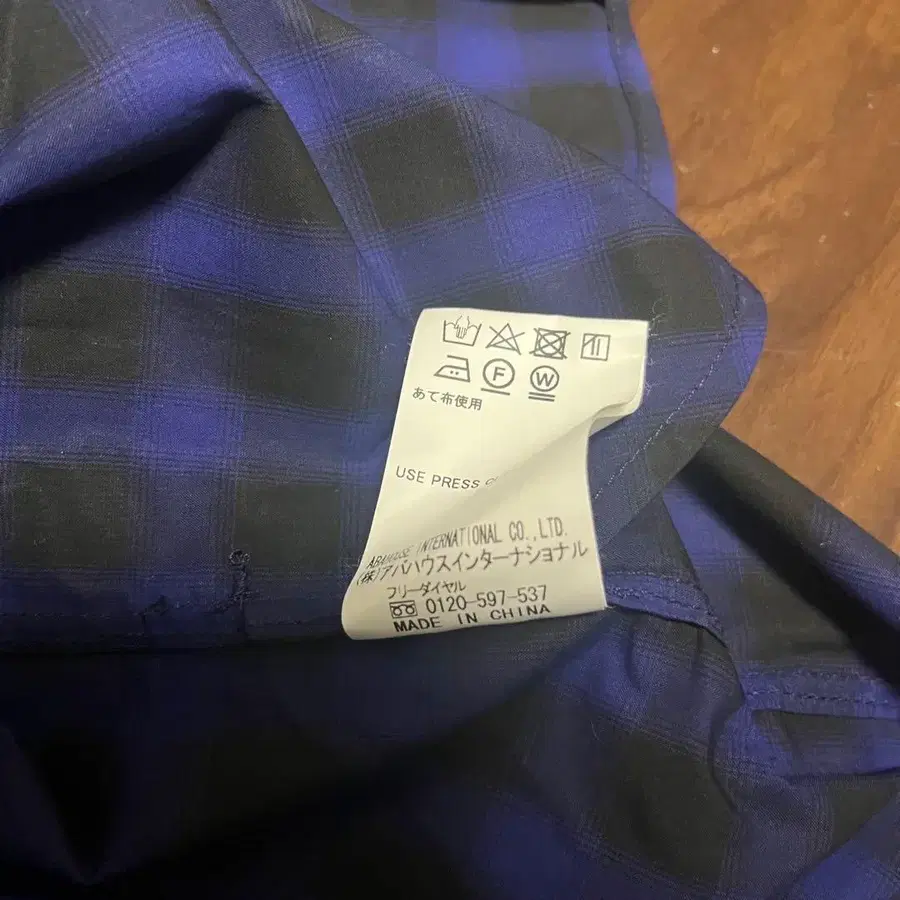 F W
あて布使用
USE PRESS
ABAHOUSE INTERNATIONAL CO.,LTD.
(株)アバハウスインターナショナル
フリーダイヤル
0120-597-537
MADE IN CHINA